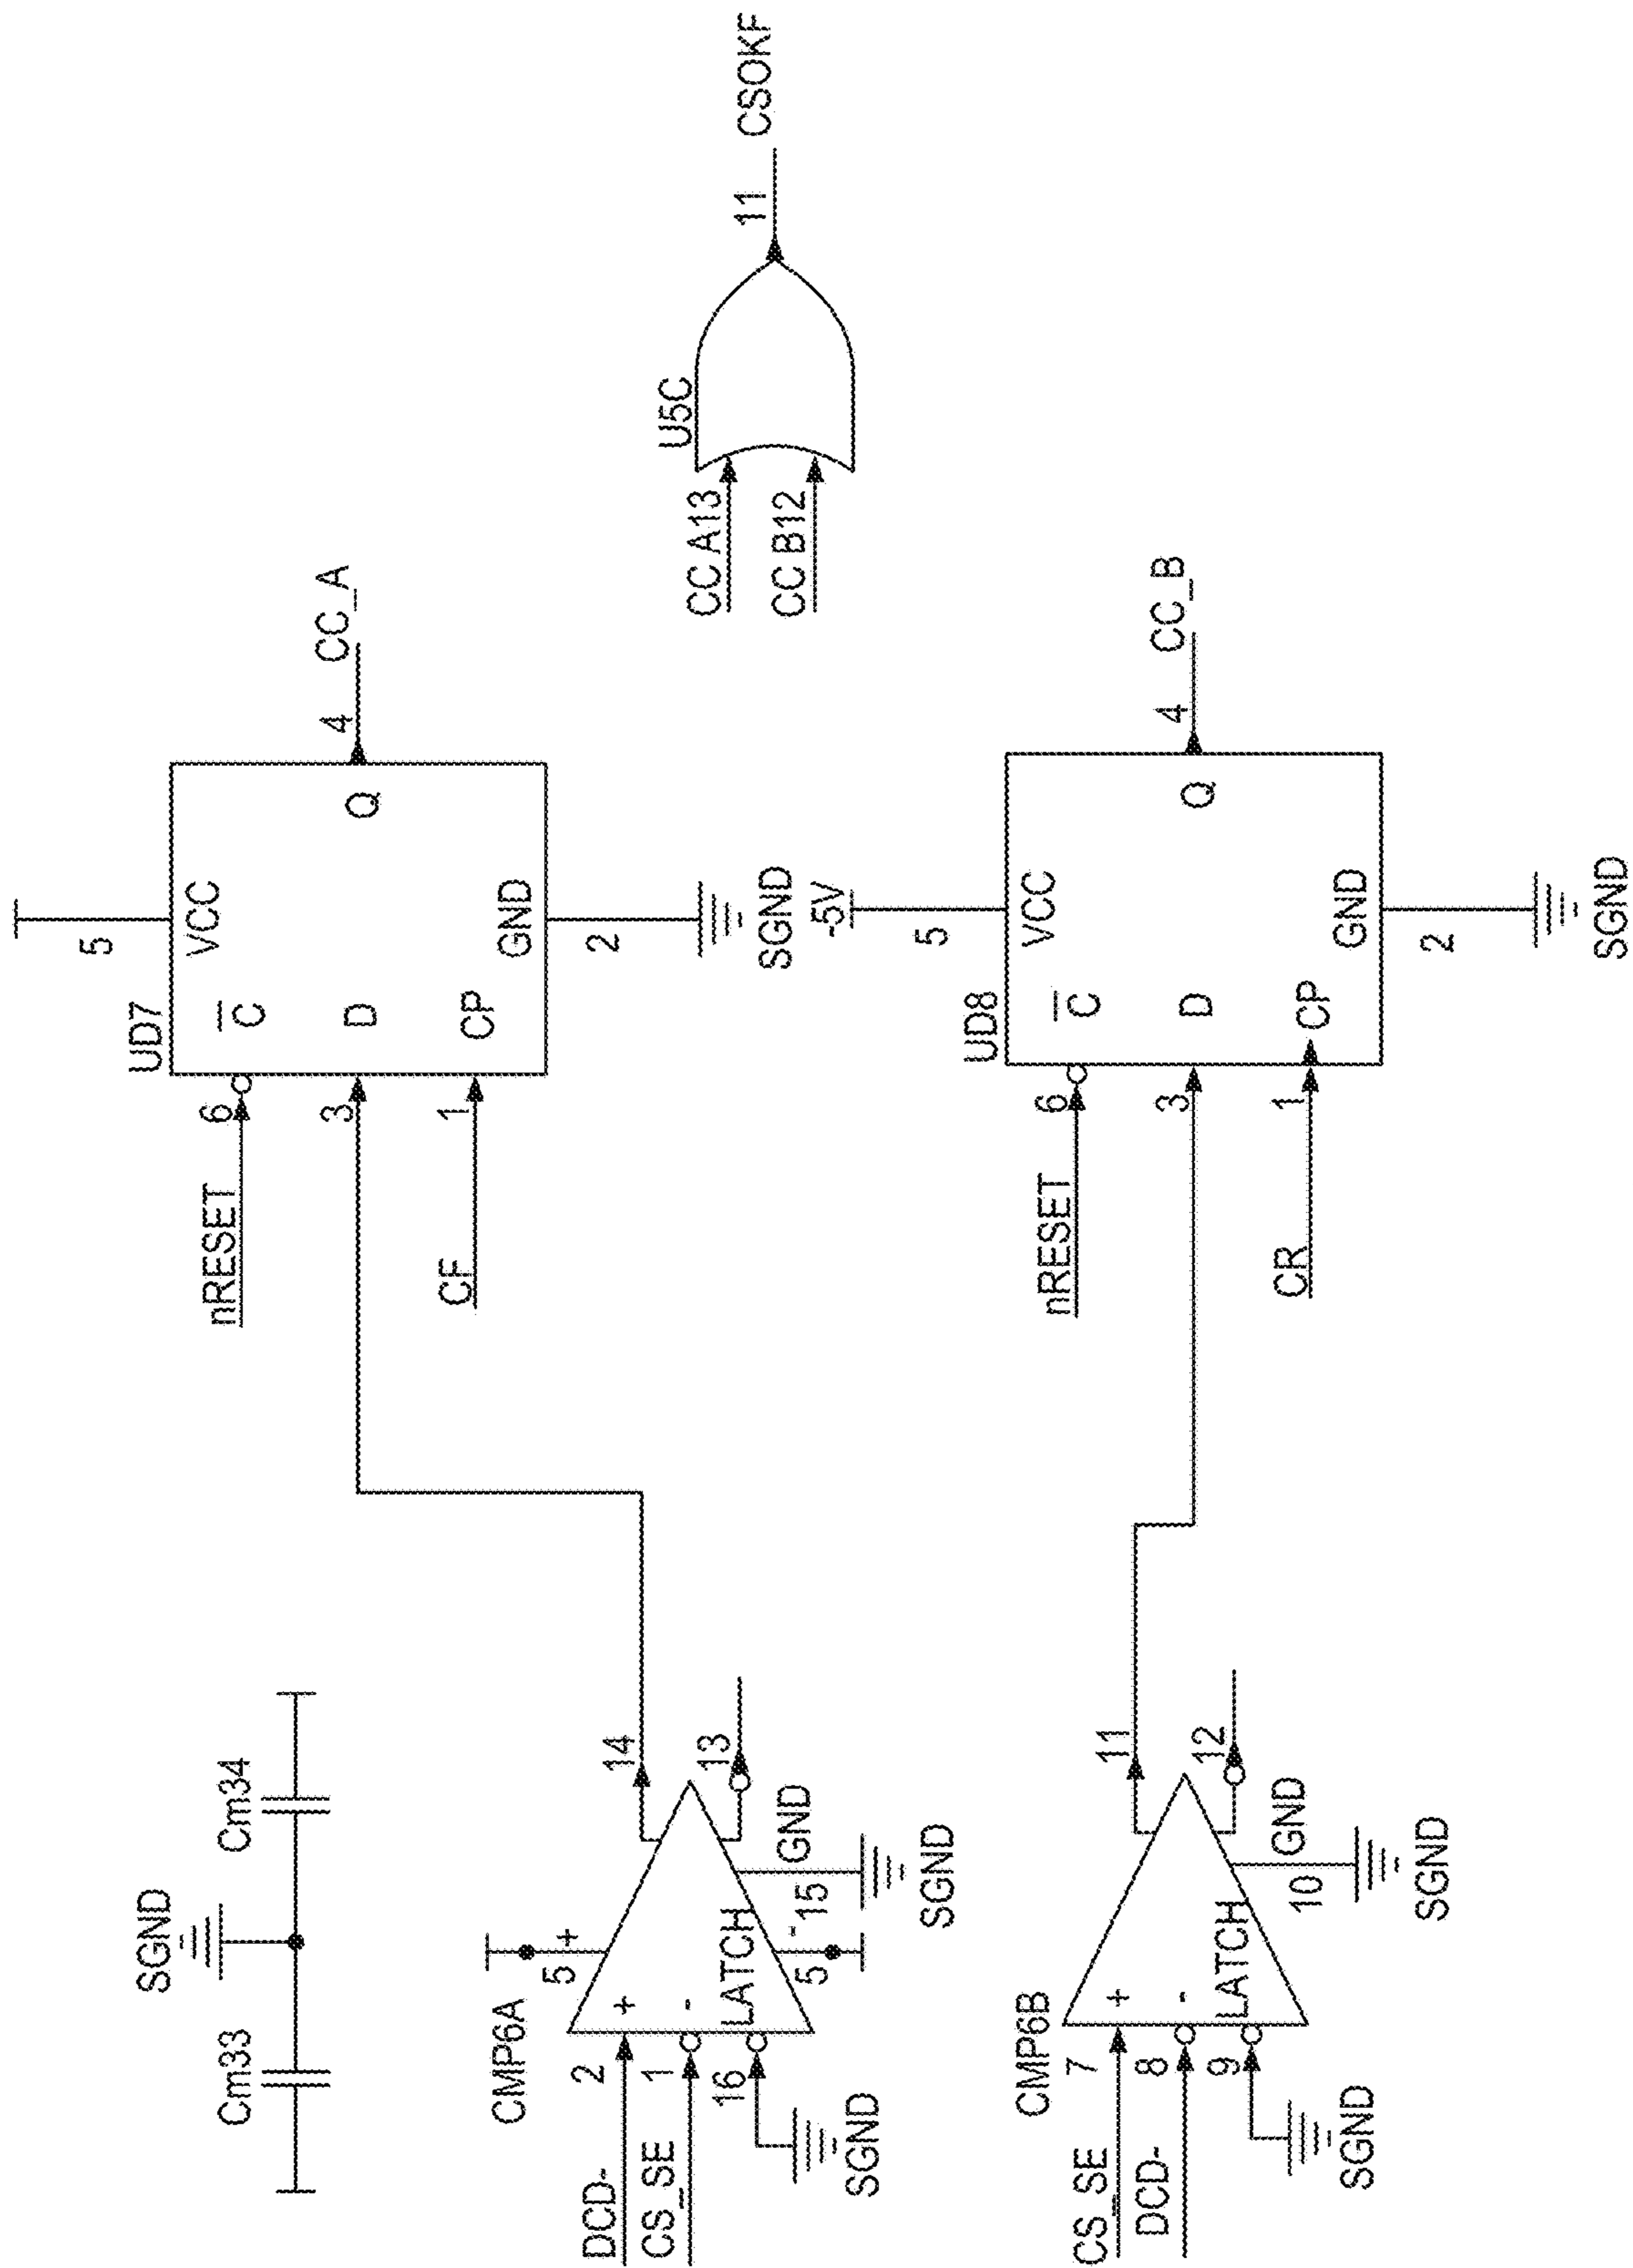 SGND
Cm33
Cm34
CMP6A
5
+
DCD-
2
+
CS_SE
1
-
16
LATCH
SGND
5
-
15
GND
SGND
14
13
nRESET
6
3
CF
1
UD7
C
D
CP
5
VCC
GND
2
SGND
Q
4
CC_A
CMP6B
CS_SE
7
+
DCD-
8
-
9
LATCH
SGND
10
GND
SGND
11
12
nRESET
6
3
CR
1
UD8
C
D
CP
-5V
5
VCC
GND
2
SGND
Q
4
CC_B
U5C
CC A13
CC B12
11
CSOKF